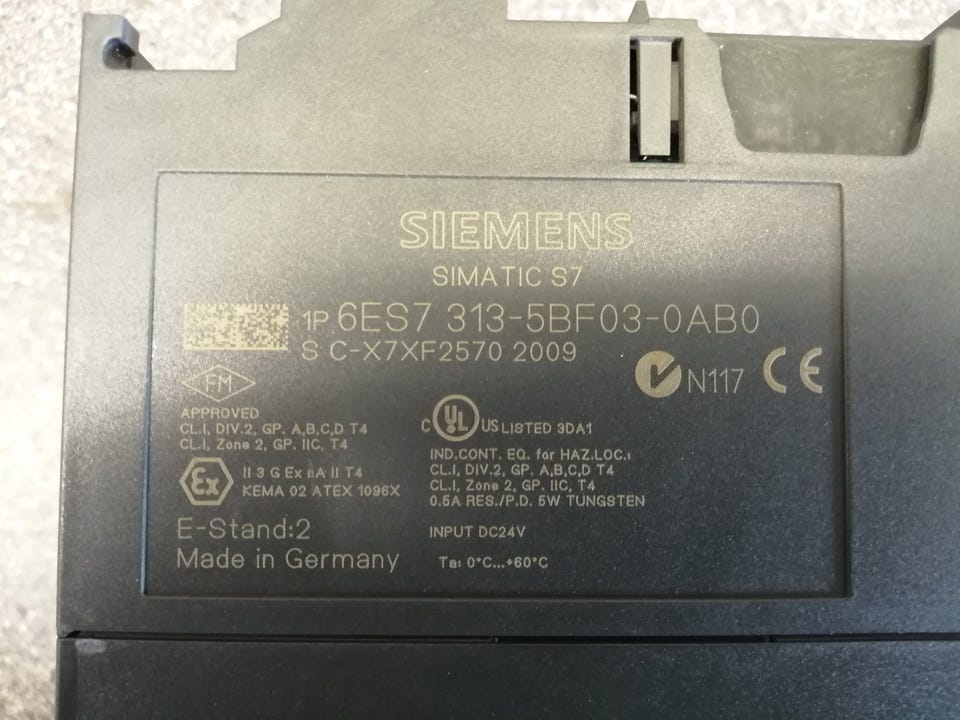 SIEMENS
SIMATIC S7
1P 6ES7 313-5BF03-0AB0
S C-X7XF2570 2009
N117 CE
FM
APPROVED
CL.I, DIV.2, GP. A,B,C,D T4
CL.I, Zone 2, GP. IIC, T4
C UL US LISTED 3DA1
IND.CONT. EQ. for HAZ.LOC.:
CL.I, DIV.2, GP. A,B,C,D T4
CL.I, Zone 2, GP. IIC, T4
0.5A RES./P.D. 5W TUNGSTEN
Ex II 3 G Ex nA II T4
KEMA 02 ATEX 1096X
E-Stand:2
Made in Germany
INPUT DC24V
Ta: 0°C...+60°C